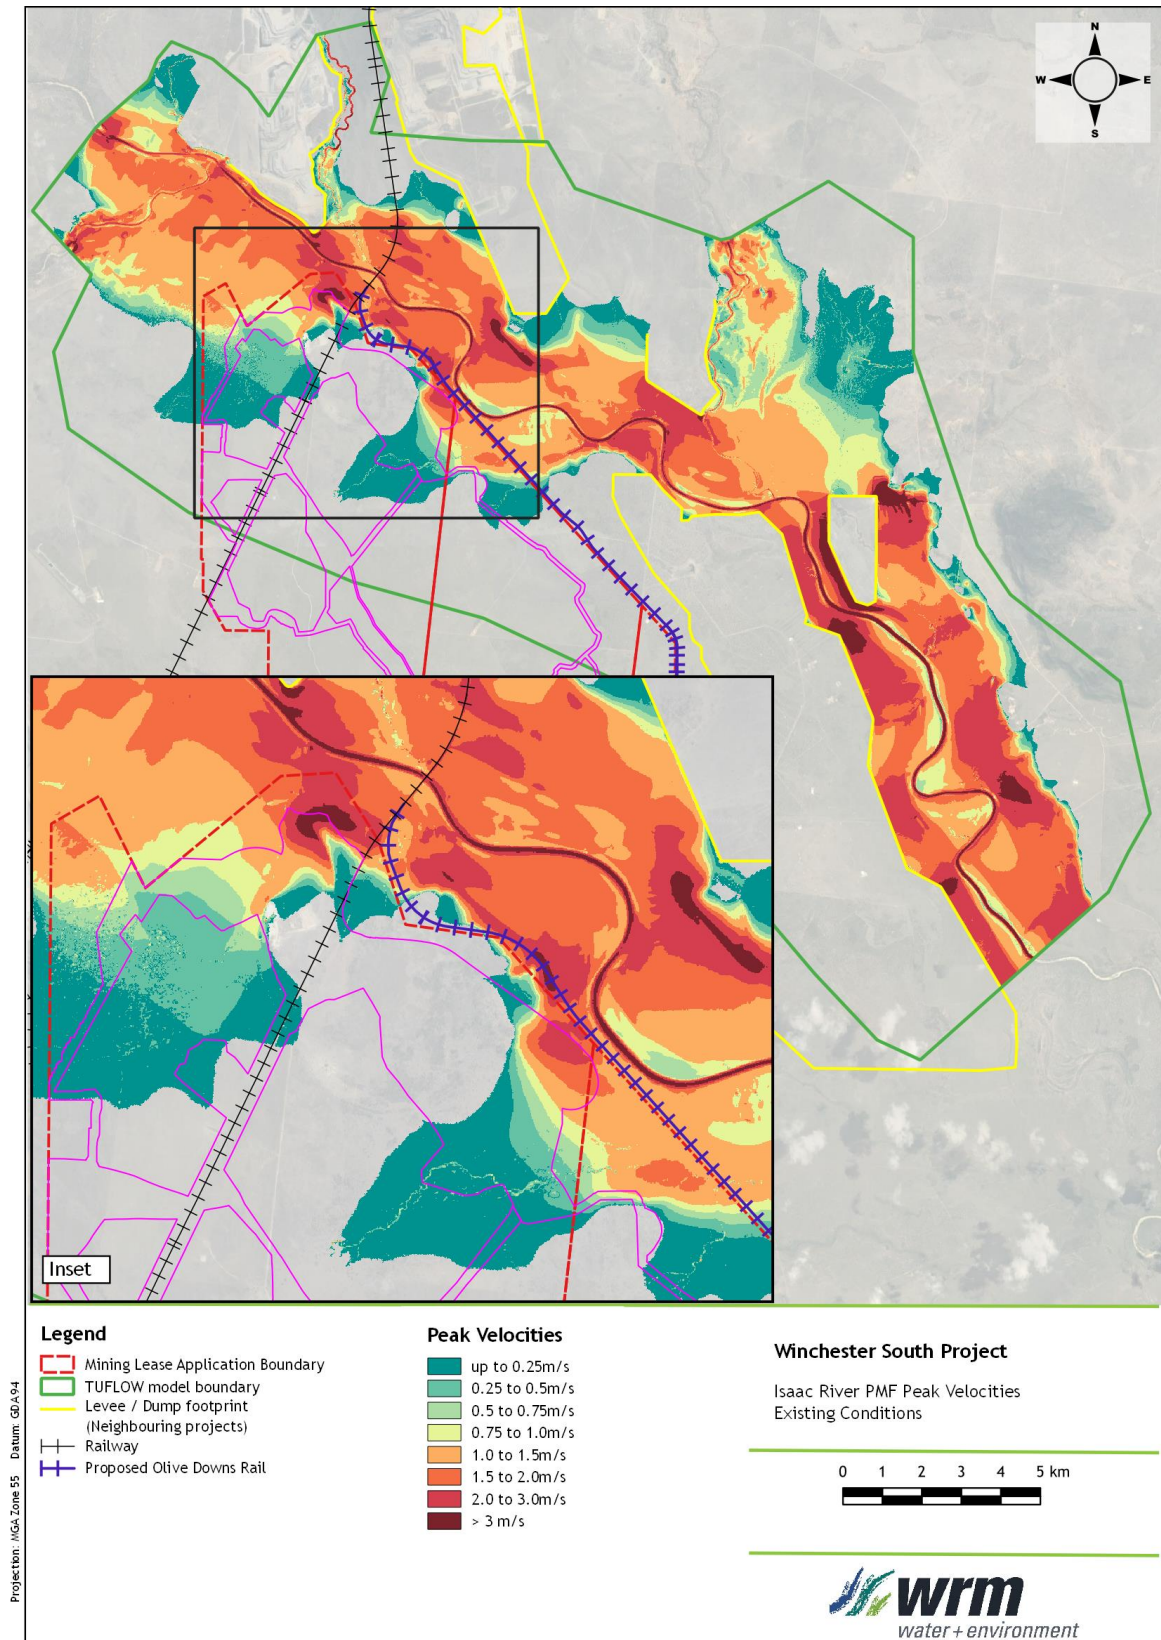 N
W E
S
Inset
Legend
Mining Lease Application Boundary
TUFLOW model boundary
Levee / Dump footprint
(Neighbouring projects)
Railway
Proposed Olive Downs Rail
Peak Velocities
up to 0.25m/s
0.25 to 0.5m/s
0.5 to 0.75m/s
0.75 to 1.0m/s
1.0 to 1.5m/s
1.5 to 2.0m/s
2.0 to 3.0m/s
> 3 m/s
Winchester South Project
Isaac River PMF Peak Velocities
Existing Conditions
0 1 2 3 4 5 km
wrm
water + environment
Projection: MGA Zone 55 Datum: GDA94